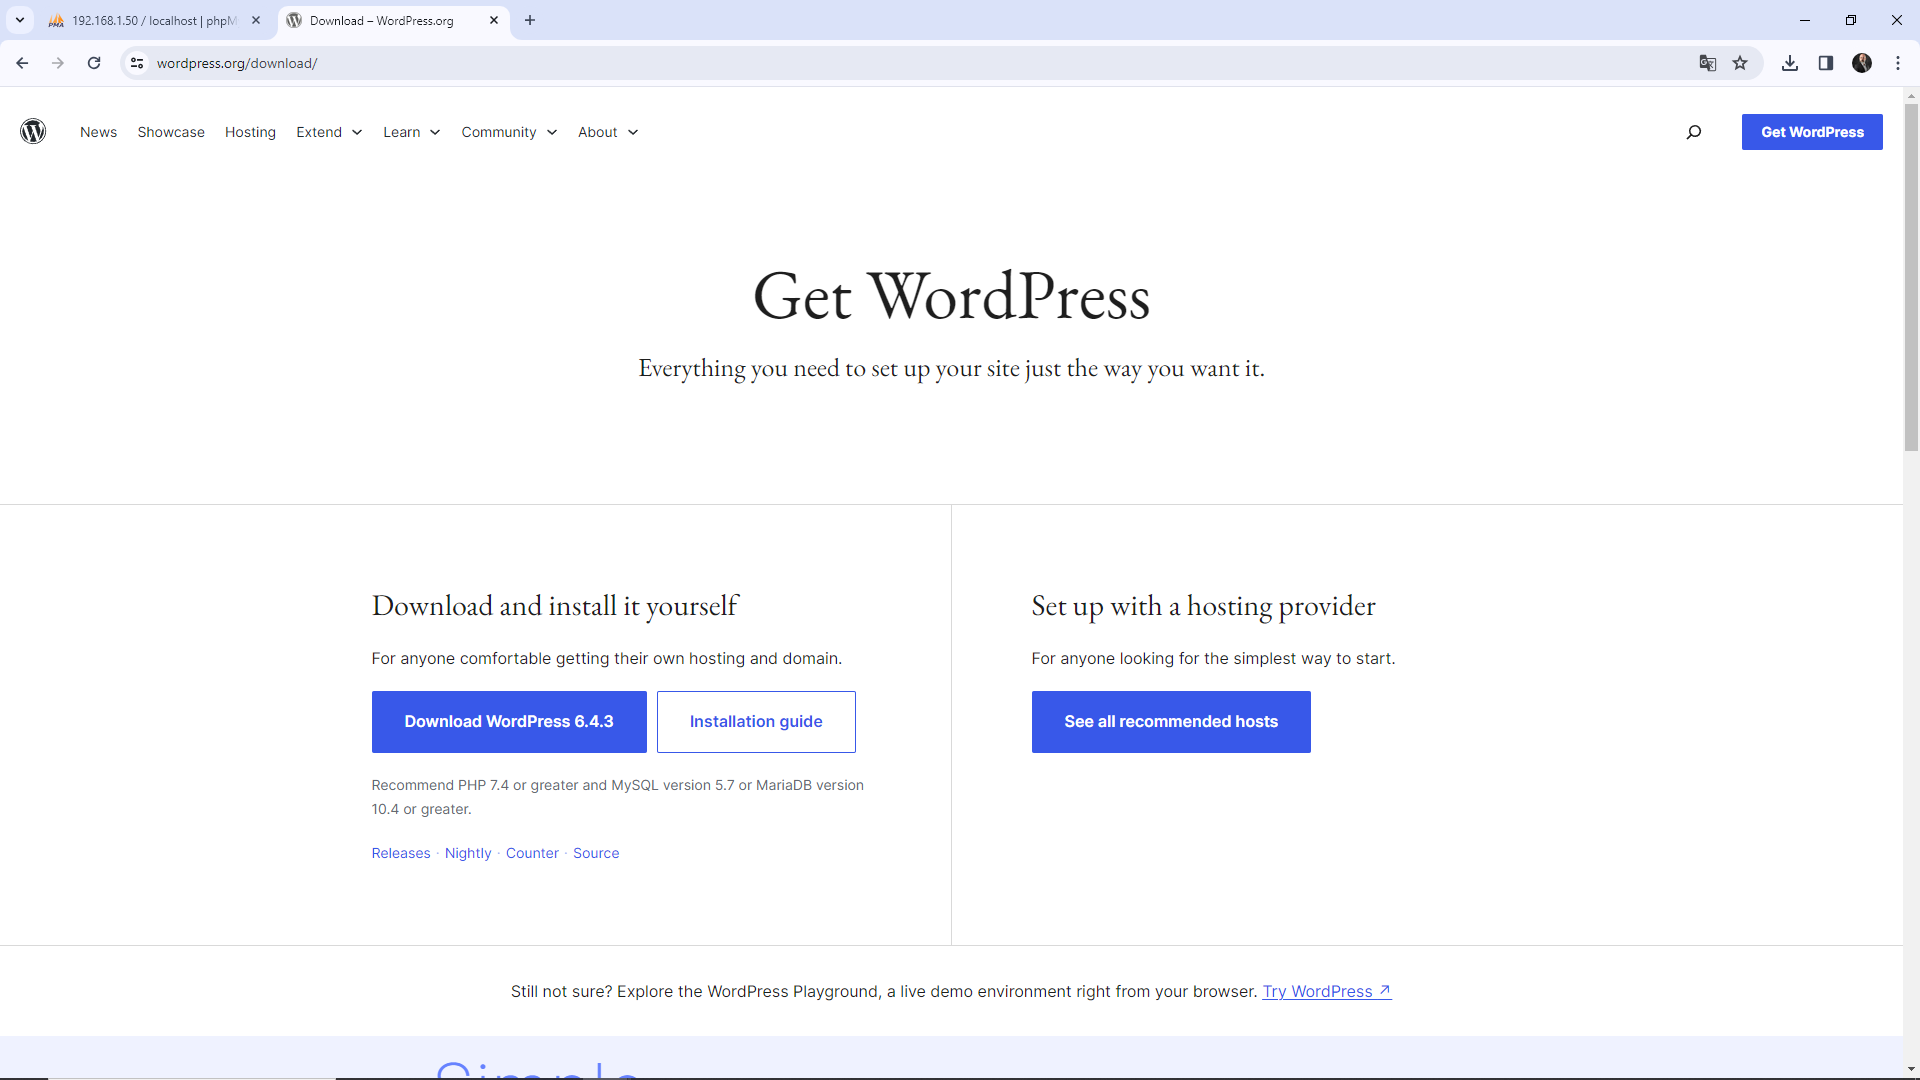 192.168.1.50 / localhost | phpM
Download – WordPress.org
wordpress.org/download/
News Showcase Hosting Extend Learn Community About
Get WordPress
Get WordPress
Everything you need to set up your site just the way you want it.
Download and install it yourself
For anyone comfortable getting their own hosting and domain.
Download WordPress 6.4.3 Installation guide
Recommend PHP 7.4 or greater and MySQL version 5.7 or MariaDB version
10.4 or greater.
Releases · Nightly · Counter · Source
Set up with a hosting provider
For anyone looking for the simplest way to start.
See all recommended hosts
Still not sure? Explore the WordPress Playground, a live demo environment right from your browser. Try WordPress ↗
Simple